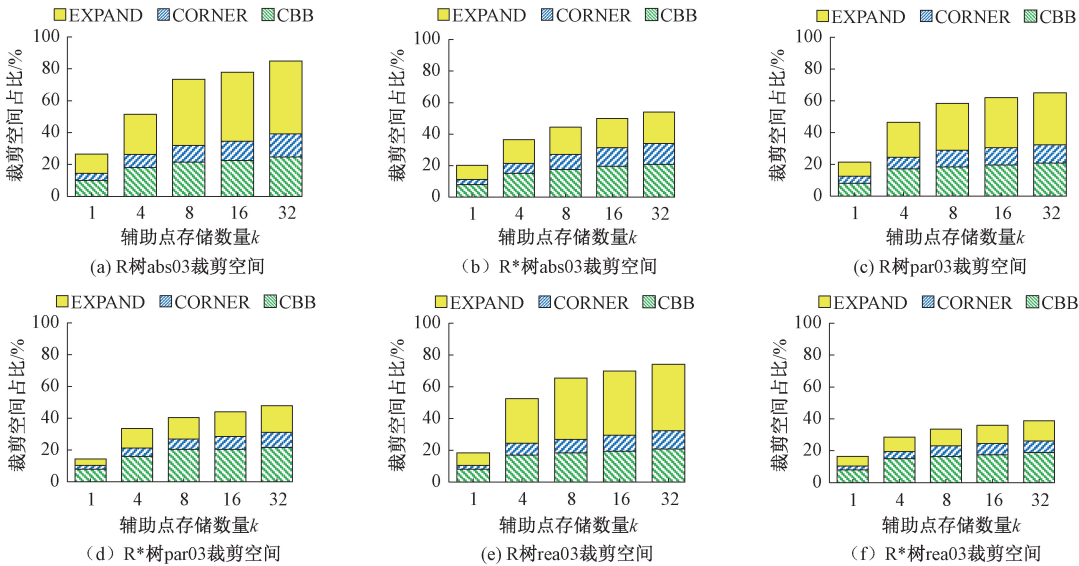 EXPAND CORNER CBB
裁剪空间占比/%
100
80
60
40
20
0
1 4 8 16 32
辅助点存储数量k
(a) R树abs03裁剪空间
EXPAND CORNER CBB
裁剪空间占比/%
100
80
60
40
20
0
1 4 8 16 32
辅助点存储数量k
（b）R*树abs03裁剪空间
EXPAND CORNER CBB
裁剪空间占比/%
100
80
60
40
20
0
1 4 8 16 32
辅助点存储数量k
(c) R树par03裁剪空间
EXPAND CORNER CBB
裁剪空间占比/%
100
80
60
40
20
0
1 4 8 16 32
辅助点存储数量k
（d）R*树par03裁剪空间
EXPAND CORNER CBB
裁剪空间占比/%
100
80
60
40
20
0
1 4 8 16 32
辅助点存储数量k
(e) R树rea03裁剪空间
EXPAND CORNER CBB
裁剪空间占比/%
100
80
60
40
20
0
1 4 8 16 32
辅助点存储数量k
（f）R*树rea03裁剪空间